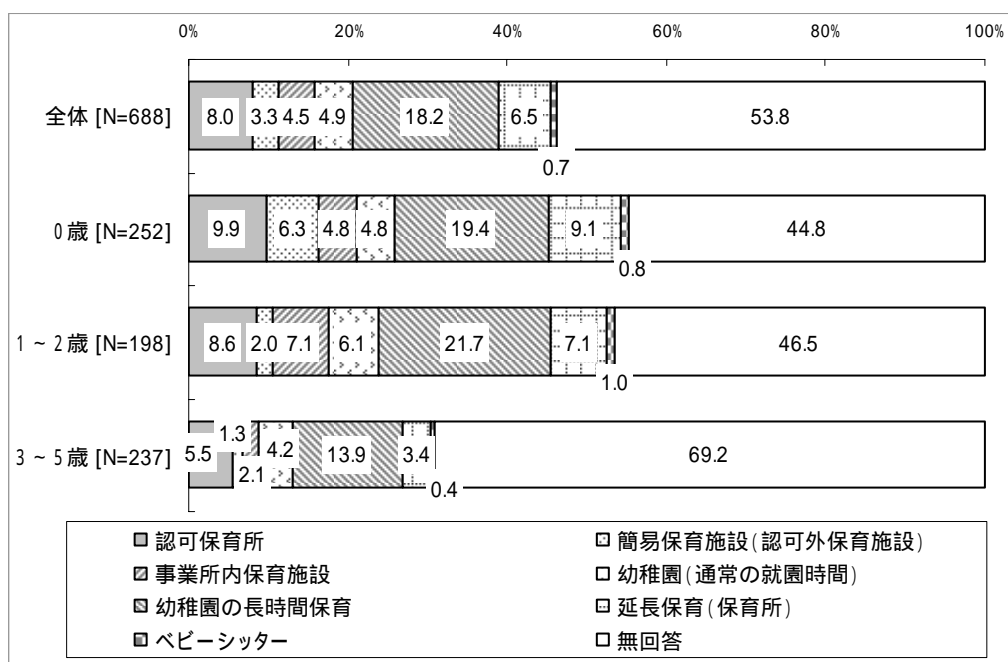 0% 20% 40% 60% 80% 100%
全体 [N=688] 8.0 3.3 4.5 4.9 18.2 6.5 53.8
0.7
0歳 [N=252] 9.9 6.3 4.8 4.8 19.4 9.1 44.8
0.8
1～2歳 [N=198] 8.6 2.0 7.1 6.1 21.7 7.1 46.5
1.0
3～5歳 [N=237] 5.5 1.3 2.1 4.2 13.9 3.4 69.2
0.4
認可保育所 簡易保育施設(認可外保育施設)
事業所内保育施設 幼稚園(通常の就園時間)
幼稚園の長時間保育 延長保育(保育所)
ベビーシッター 無回答